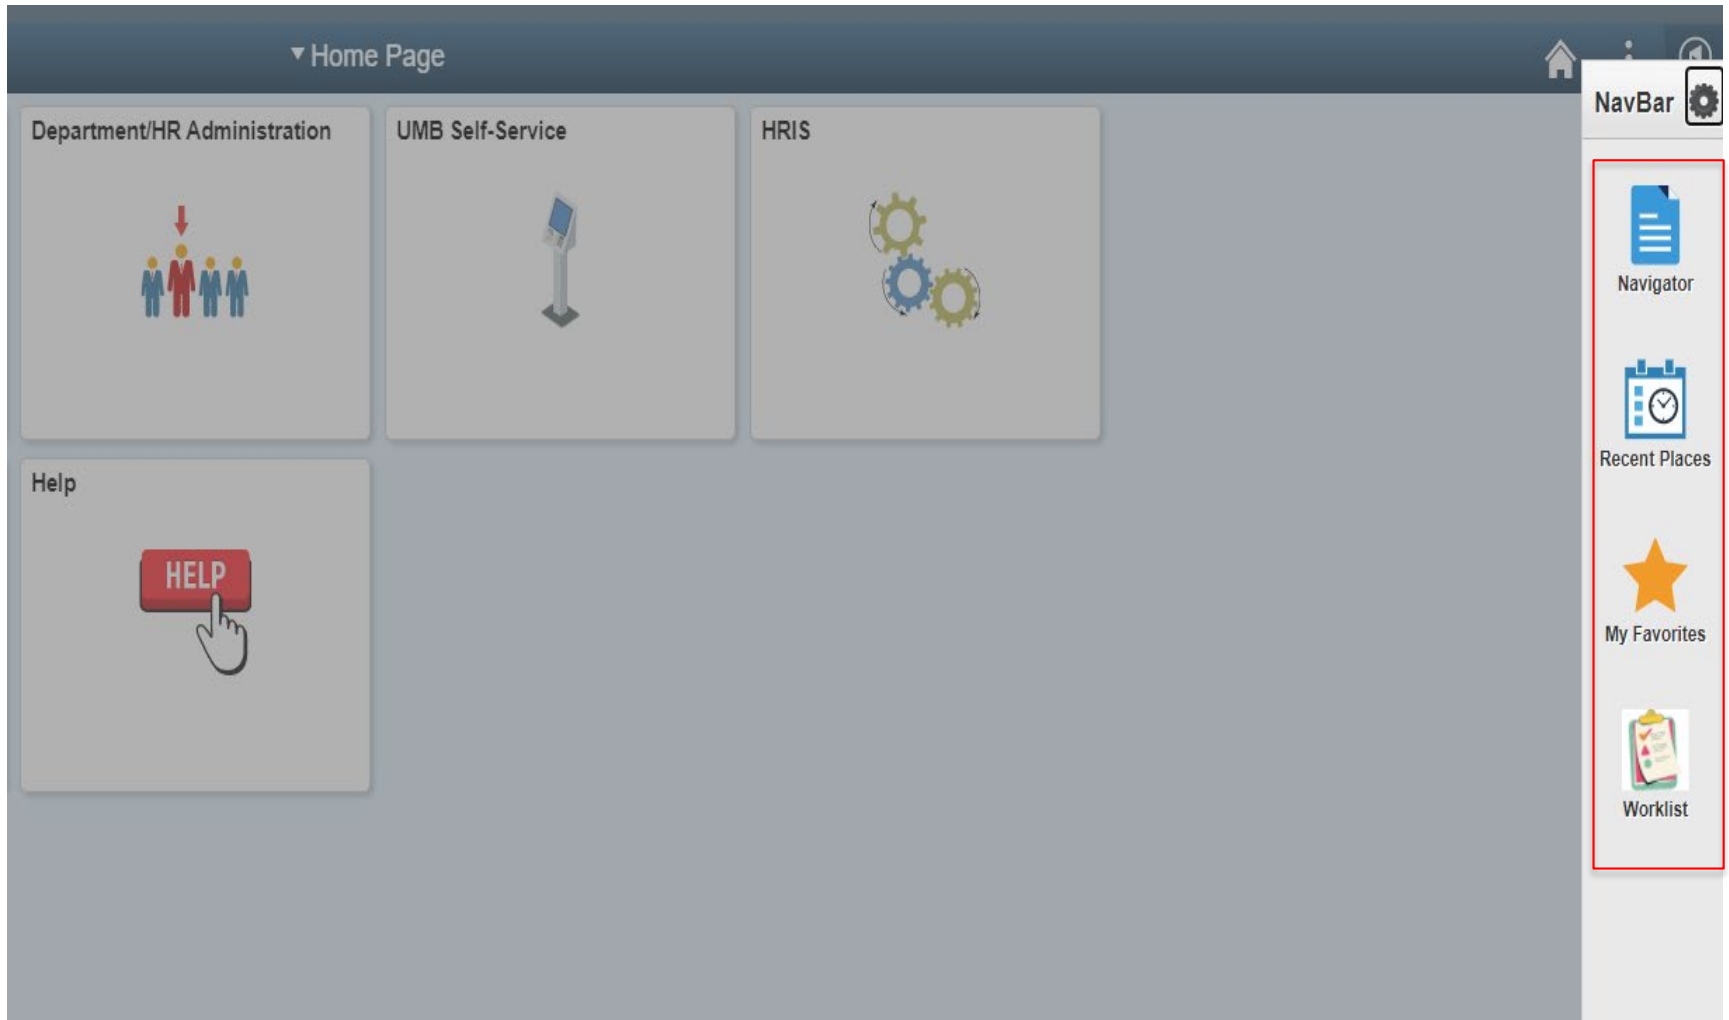 Home Page
NavBar
Department/HR Administration
UMB Self-Service
HRIS
Help
HELP
Navigator
Recent Places
My Favorites
Worklist